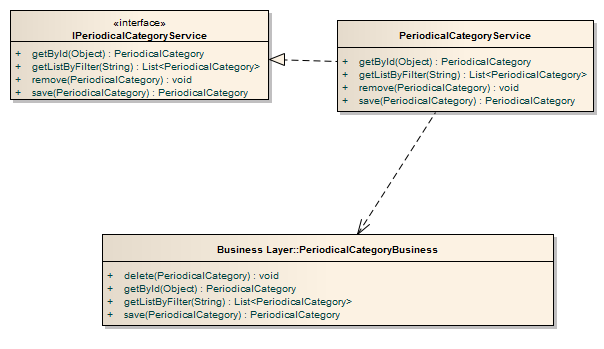 «interface»
IPeriodicalCategoryService
+ getById(Object) : PeriodicalCategory
+ getListByFilter(String) : List<PeriodicalCategory>
+ remove(PeriodicalCategory) : void
+ save(PeriodicalCategory) : PeriodicalCategory
PeriodicalCategoryService
+ getById(Object) : PeriodicalCategory
+ getListByFilter(String) : List<PeriodicalCategory>
+ remove(PeriodicalCategory) : void
+ save(PeriodicalCategory) : PeriodicalCategory
Business Layer::PeriodicalCategoryBusiness
+ delete(PeriodicalCategory) : void
+ getById(Object) : PeriodicalCategory
+ getListByFilter(String) : List<PeriodicalCategory>
+ save(PeriodicalCategory) : PeriodicalCategory